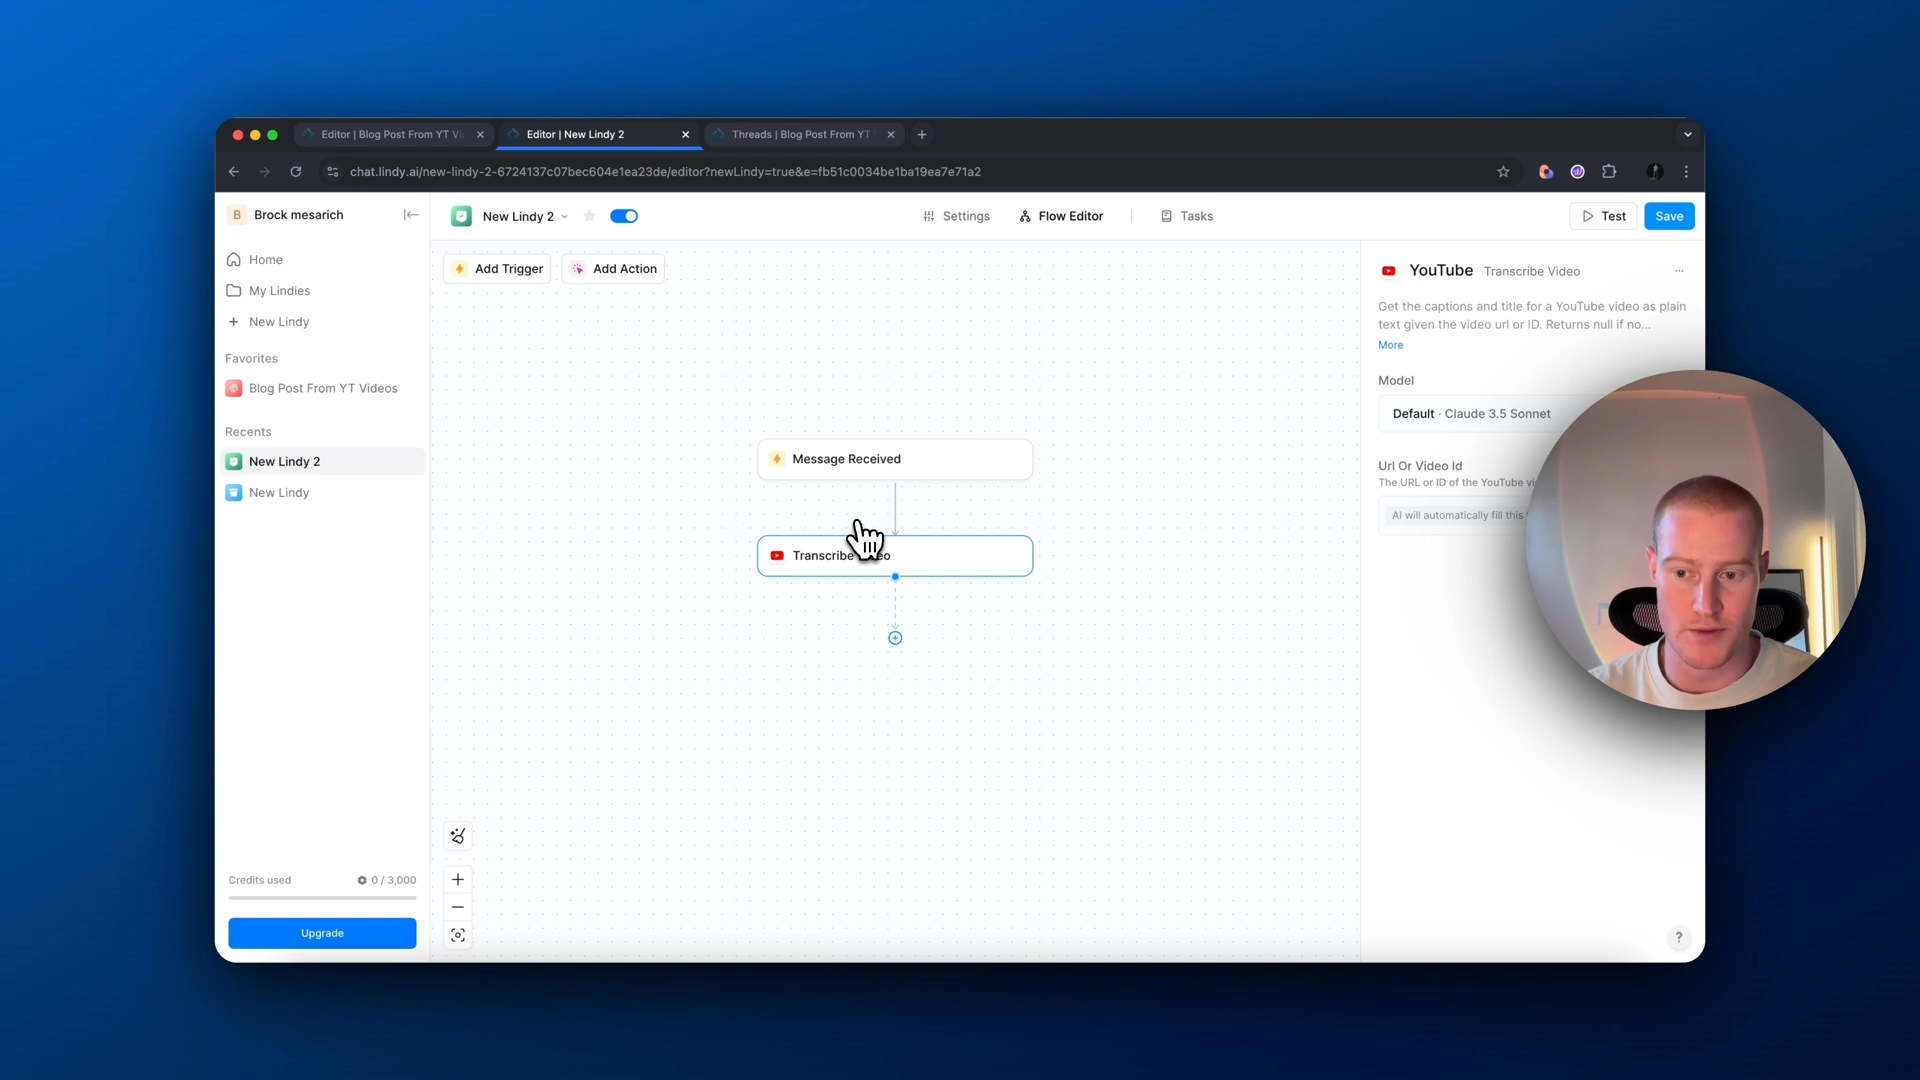 Editor | Blog Post From YT Vi
Editor | New Lindy 2
Threads | Blog Post From YT
chat.lindy.ai/new-lindy-2-6724137c07bec604e1ea23de/editor?newLindy=true&e=fb51c0034be1ba19ea7e71a2
B Brock mesarich
New Lindy 2
Settings
Flow Editor
Tasks
Test
Save
Home
My Lindies
New Lindy
Favorites
Blog Post From YT Videos
Recents
New Lindy 2
New Lindy
Credits used 0 / 3,000
Upgrade
Add Trigger
Add Action
Message Received
Transcribe
YouTube Transcribe Video ...
Get the captions and title for a YouTube video as plain
text given the video url or ID. Returns null if no...
More
Model
Default · Claude 3.5 Sonnet
Url Or Video Id
The URL or ID of the YouTube
AI will automatically fill this
?